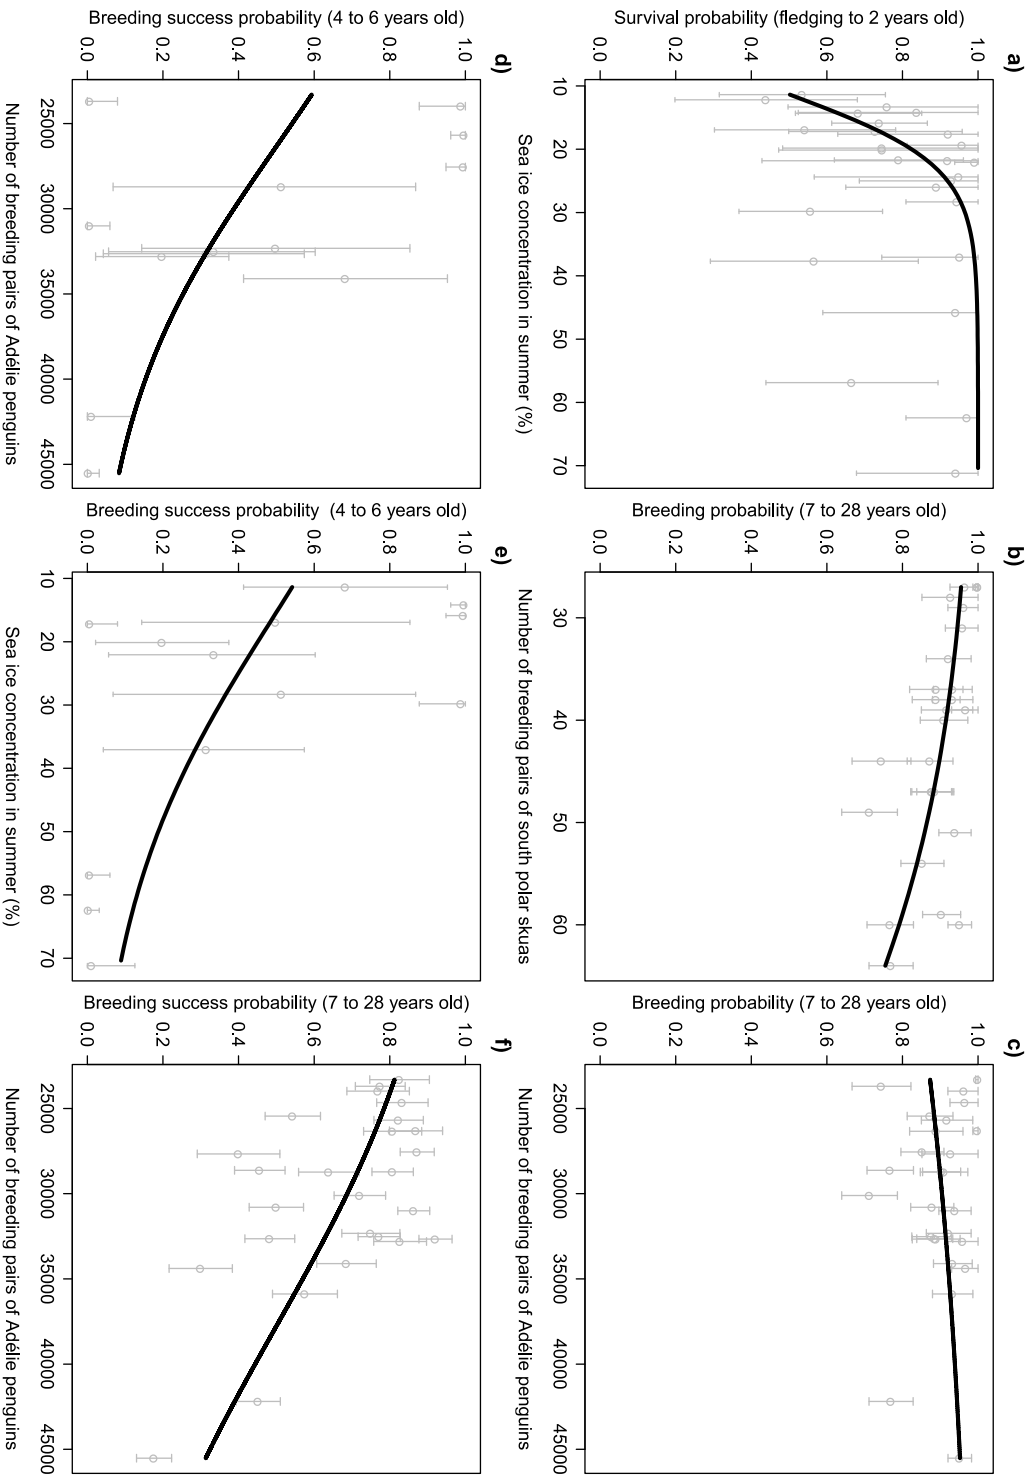 a)
Survival probability (fledging to 2 years old)
1.0
0.8
0.6
0.4
0.2
0.0
10 20 30 40 50 60 70
Sea ice concentration in summer (%)
b)
Breeding probability (7 to 28 years old)
1.0
0.8
0.6
0.4
0.2
0.0
30 40 50 60
Number of breeding pairs of south polar skuas
c)
Breeding probability (7 to 28 years old)
1.0
0.8
0.6
0.4
0.2
0.0
25000 30000 35000 40000 45000
Number of breeding pairs of Adélie penguins
d)
Breeding success probability (4 to 6 years old)
1.0
0.8
0.6
0.4
0.2
0.0
25000 30000 35000 40000 45000
Number of breeding pairs of Adélie penguins
e)
Breeding success probability (4 to 6 years old)
1.0
0.8
0.6
0.4
0.2
0.0
10 20 30 40 50 60 70
Sea ice concentration in summer (%)
f)
Breeding success probability (7 to 28 years old)
1.0
0.8
0.6
0.4
0.2
0.0
25000 30000 35000 40000 45000
Number of breeding pairs of Adélie penguins